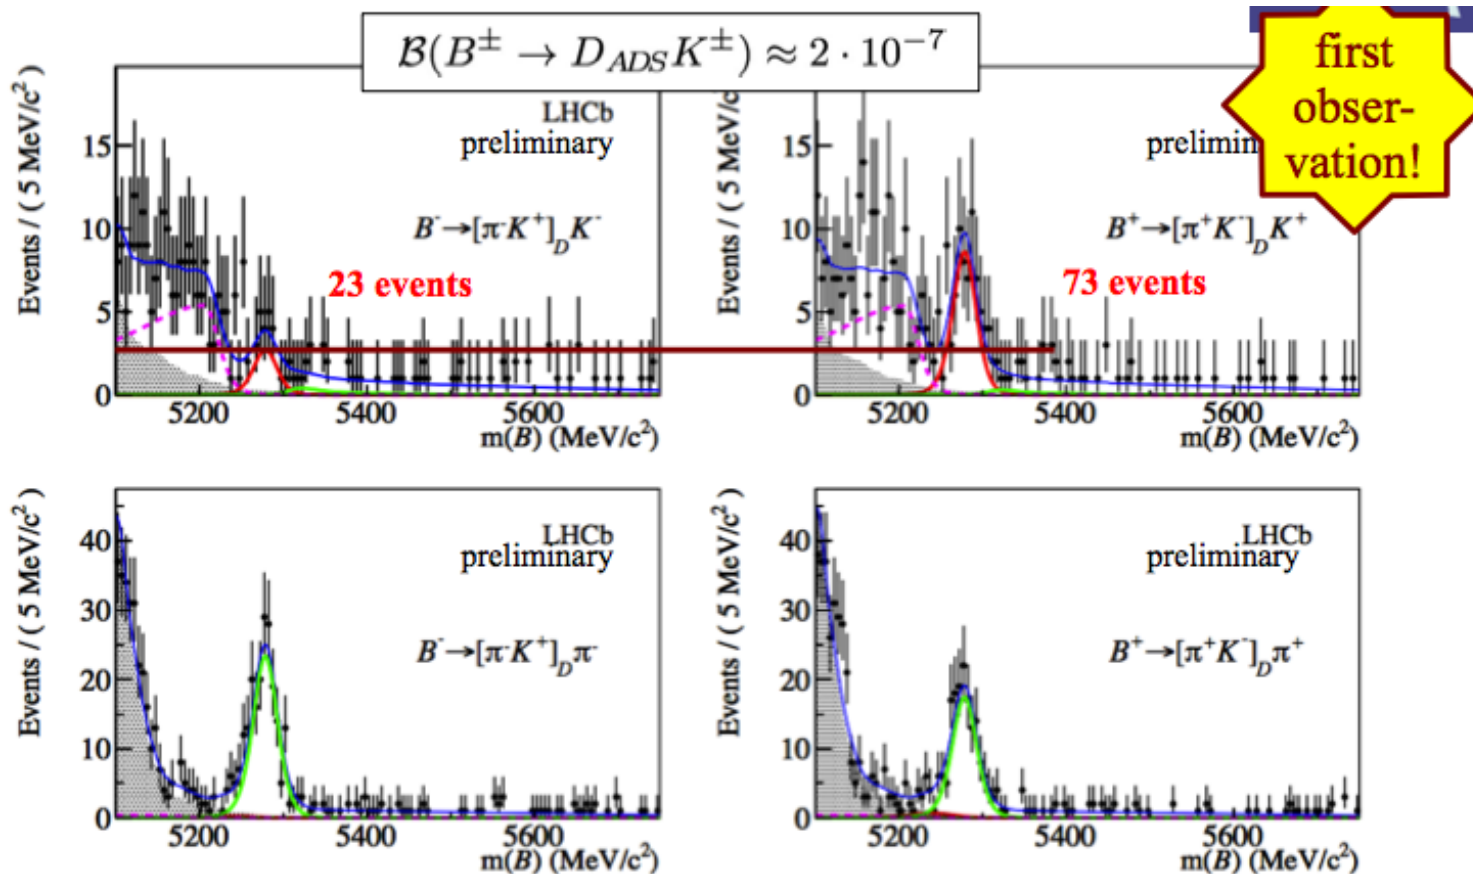 B(B± → D_ADS K±) ≈ 2 · 10⁻⁷
first
obser-
vation!
Events / ( 5 MeV/c²)
15
10
5
0
LHCb
preliminary
B⁻→[π⁻K⁺]_D K⁻
23 events
5200 5400 5600
m(B) (MeV/c²)
Events / ( 5 MeV/c²)
15
10
5
0
B⁺→[π⁺K⁻]_D K⁺
73 events
5200 5400 5600
m(B) (MeV/c²)
Events / ( 5 MeV/c²)
40
30
20
10
0
LHCb
preliminary
B⁻→[π⁻K⁺]_D π⁻
5200 5400 5600
m(B) (MeV/c²)
Events / ( 5 MeV/c²)
40
30
20
10
0
LHCb
preliminary
B⁺→[π⁺K⁻]_D π⁺
5200 5400 5600
m(B) (MeV/c²)